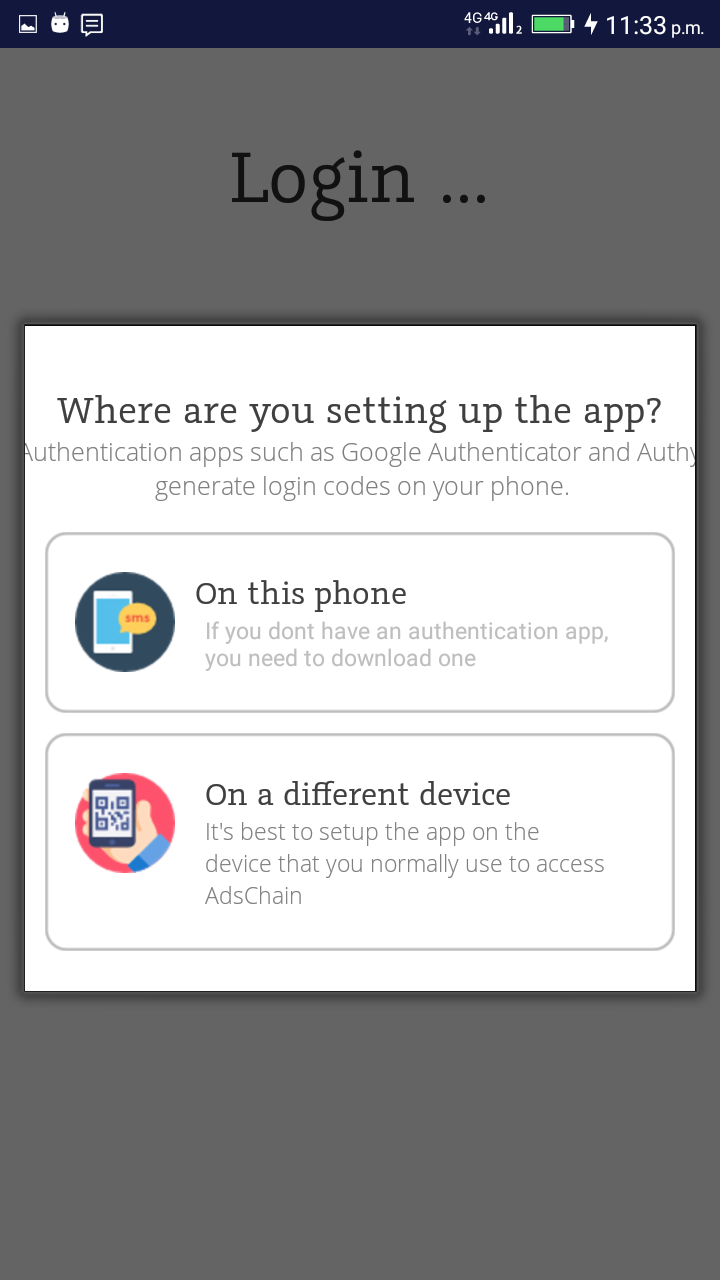 4G 4G 2 11:33 p.m.
Login ...
Where are you setting up the app?
Authentication apps such as Google Authenticator and Authy
generate login codes on your phone.
On this phone
sms
If you dont have an authentication app,
you need to download one
On a different device
It's best to setup the app on the
device that you normally use to access
AdsChain